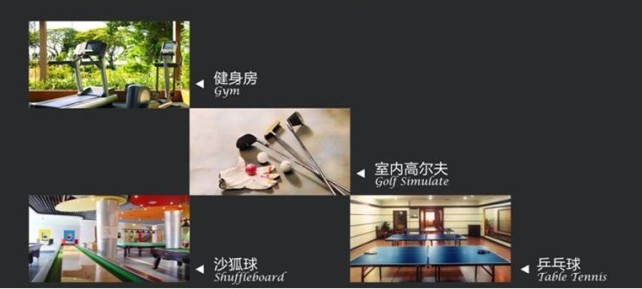 健身房
Gym
室内高尔夫
Golf Simulate
沙狐球
Shuffleboard
乒乓球
Table Tennis